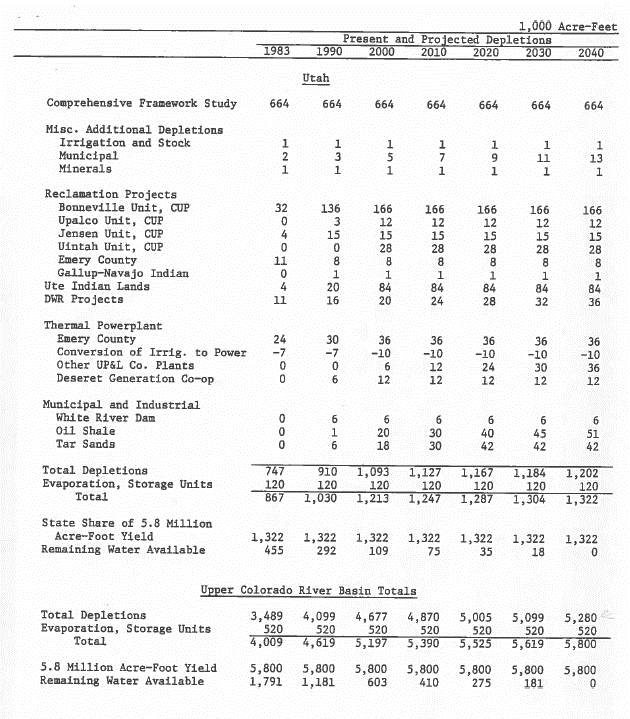 1,000 Acre-Feet
Present and Projected Depletions
1983 1990 2000 2010 2020 2030 2040
Utah
Comprehensive Framework Study 664 664 664 664 664 664 664
Misc. Additional Depletions
Irrigation and Stock 1 1 1 1 1 1 1
Municipal 2 3 5 7 9 11 13
Minerals 1 1 1 1 1 1 1
Reclamation Projects
Bonneville Unit, CUP 32 136 166 166 166 166 166
Upalco Unit, CUP 0 3 12 12 12 12 12
Jensen Unit, CUP 4 15 15 15 15 15 15
Uintah Unit, CUP 0 0 28 28 28 28 28
Emery County 11 8 8 8 8 8 8
Gallup-Navajo Indian 0 1 1 1 1 1 1
Ute Indian Lands 4 20 84 84 84 84 84
DWR Projects 11 16 20 24 28 32 36
Thermal Powerplant
Emery County 24 30 36 36 36 36 36
Conversion of Irrig. to Power -7 -7 -10 -10 -10 -10 -10
Other UP&L Co. Plants 0 0 6 12 24 30 36
Deseret Generation Co-op 0 6 12 12 12 12 12
Municipal and Industrial
White River Dam 0 6 6 6 6 6 6
Oil Shale 0 1 20 30 40 45 51
Tar Sands 0 6 18 30 42 42 42
Total Depletions 747 910 1,093 1,127 1,167 1,184 1,202
Evaporation, Storage Units 120 120 120 120 120 120 120
Total 867 1,030 1,213 1,247 1,287 1,304 1,322
State Share of 5.8 Million
Acre-Foot Yield 1,322 1,322 1,322 1,322 1,322 1,322 1,322
Remaining Water Available 455 292 109 75 35 18 0
Upper Colorado River Basin Totals
Total Depletions 3,489 4,099 4,677 4,870 5,005 5,099 5,280
Evaporation, Storage Units 520 520 520 520 520 520 520
Total 4,009 4,619 5,197 5,390 5,525 5,619 5,800
5.8 Million Acre-Foot Yield 5,800 5,800 5,800 5,800 5,800 5,800 5,800
Remaining Water Available 1,791 1,181 603 410 275 181 0